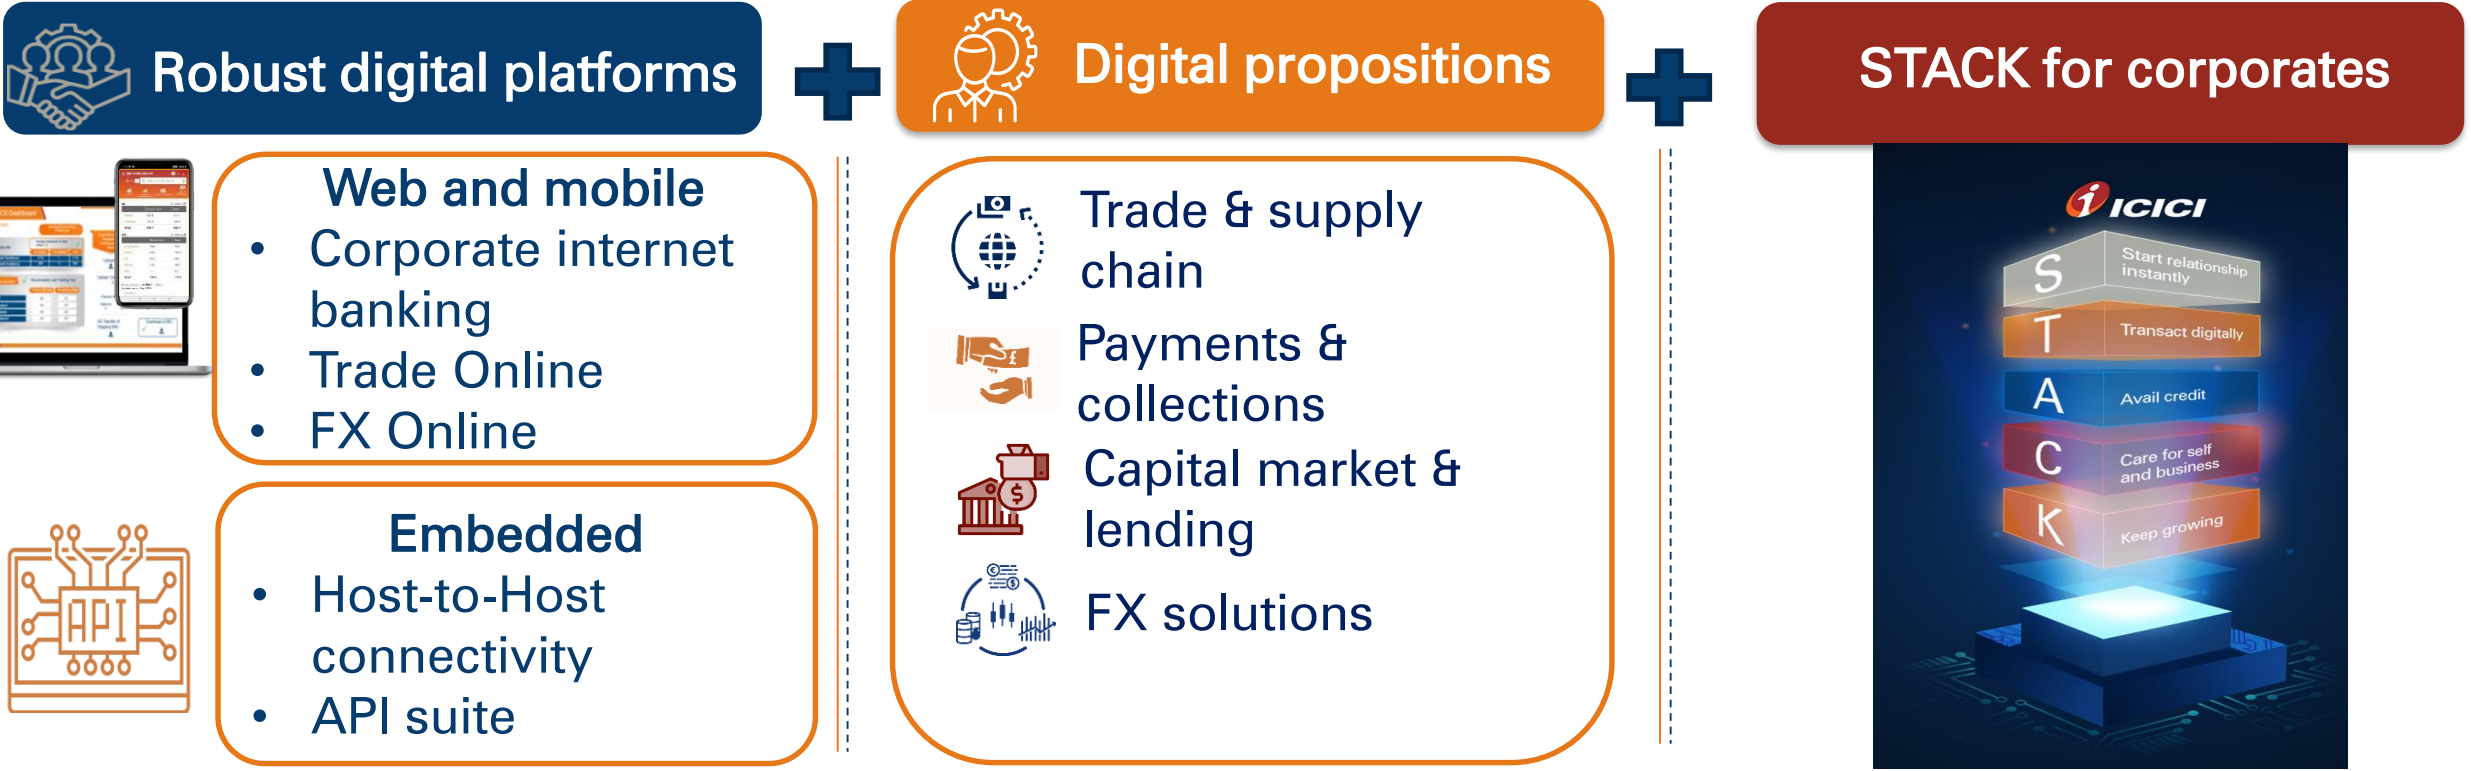 Robust digital platforms
Web and mobile
• Corporate internet
banking
• Trade Online
• FX Online
API
Embedded
• Host-to-Host
connectivity
• API suite
Digital propositions
Trade & supply
chain
Payments &
collections
Capital market &
lending
FX solutions
STACK for corporates
i ICICI
S Start relationship
instantly
T Transact digitally
A Avail credit
C Care for self
and business
K Keep growing